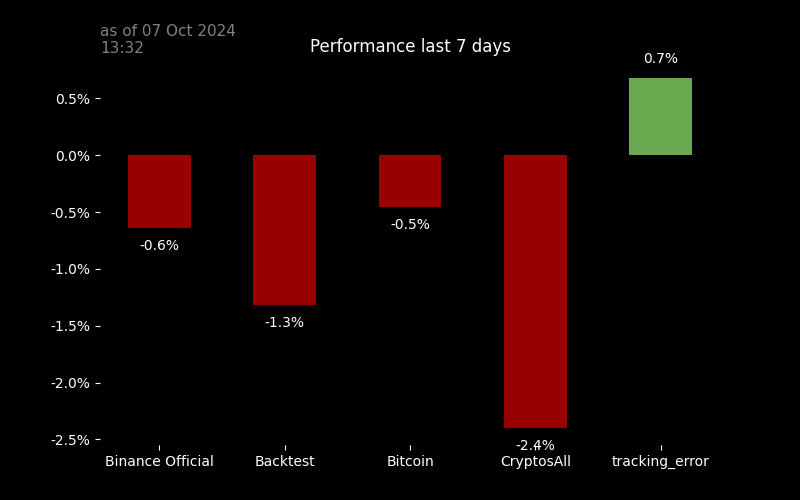 as of 07 Oct 2024
13:32
Performance last 7 days
0.7%
0.5%
0.0%
-0.5%
-1.0%
-1.5%
-2.0%
-2.5%
-0.6%
-1.3%
-0.5%
-2.4%
Binance Official
Backtest
Bitcoin
CryptosAll
tracking_error